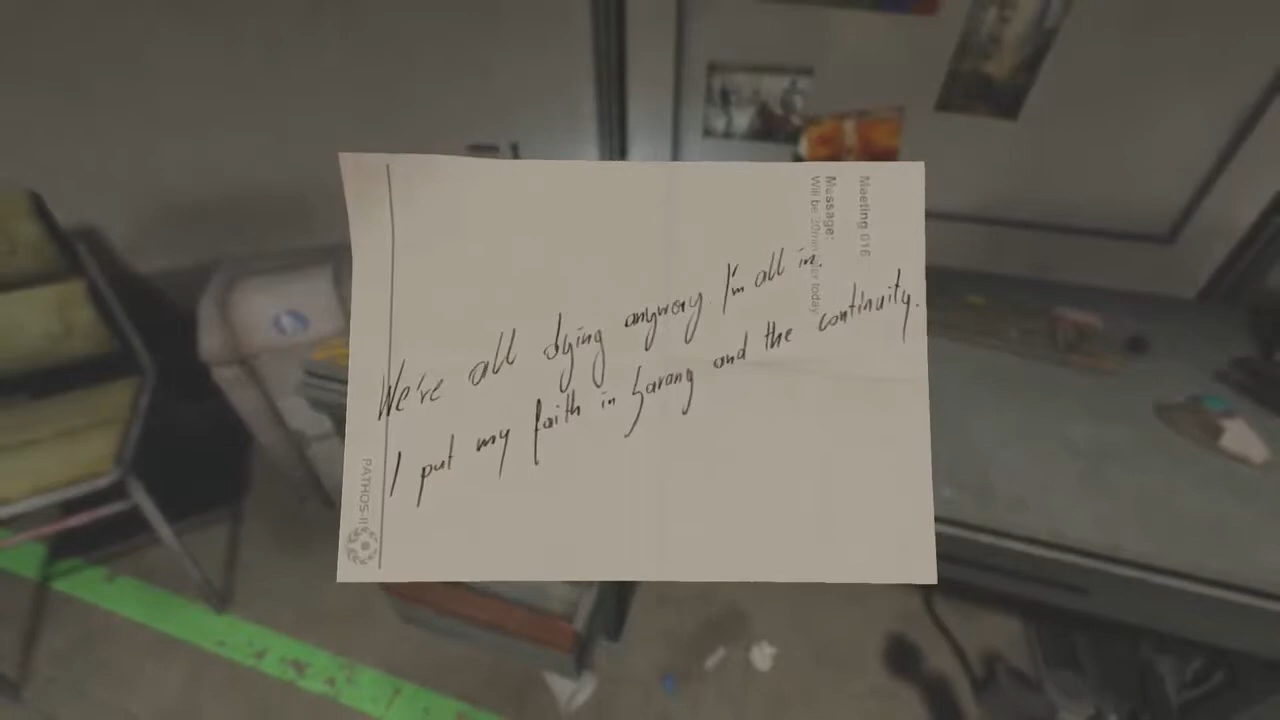 We're all dying anyway. I'm all in.
I put my faith in Sarang and the continuity.
Meeting 016
Message:
Will be 20min today
PATHOS-II